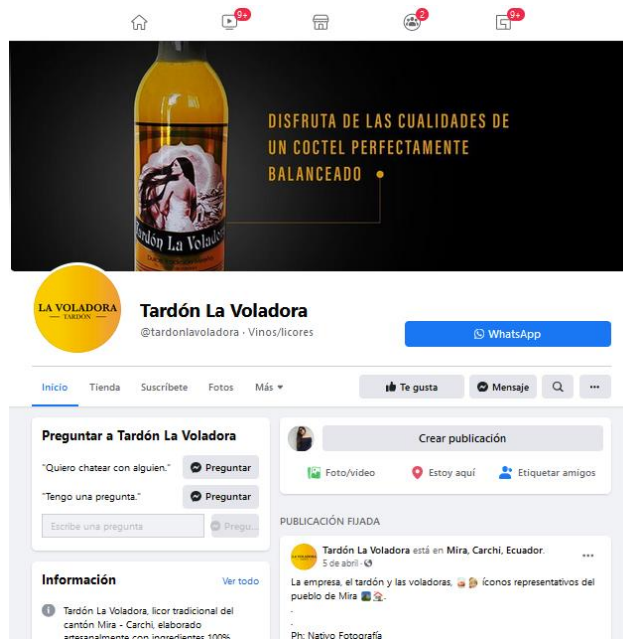 9+
2
9+
DISFRUTA DE LAS CUALIDADES DE
UN COCTEL PERFECTAMENTE
BALANCEADO
Tardón La Voladora
LA VOLADORA
TARDÓN
Tardón La Voladora
@tardonlavoladora · Vinos/licores
WhatsApp
Inicio Tienda Suscríbete Fotos Más
Te gusta Mensaje ...
Preguntar a Tardón La Voladora
"Quiero chatear con alguien." Preguntar
"Tengo una pregunta." Preguntar
Escribe una pregunta Pregu...
Información Ver todo
Tardón La Voladora, licor tradicional del
cantón Mira - Carchi, elaborado
artesanalmente con ingredientes 100%
Crear publicación
Foto/video Estoy aquí Etiquetar amigos
PUBLICACIÓN FIJADA
Tardón La Voladora está en Mira, Carchi, Ecuador.
5 de abril ·
...
La empresa, el tardón y las voladoras, íconos representativos del
pueblo de Mira .
.
.
Ph: Nativo Fotografía